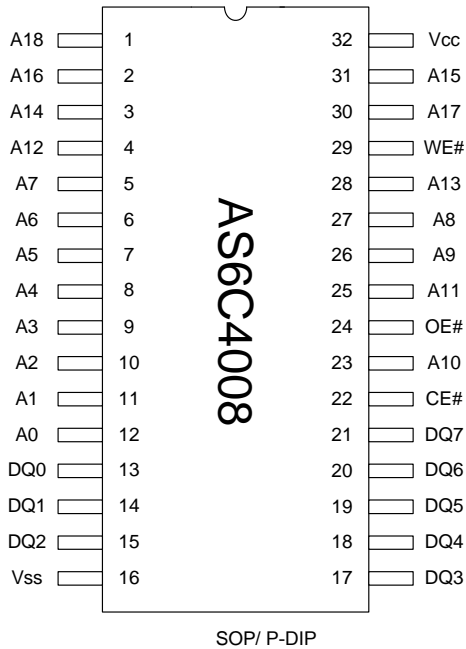 A18 1 32 Vcc
A16 2 31 A15
A14 3 30 A17
A12 4 29 WE#
A7 5 28 A13
A6 6 27 A8
A5 7 26 A9
A4 8 25 A11
A3 9 24 OE#
A2 10 23 A10
A1 11 22 CE#
A0 12 21 DQ7
DQ0 13 20 DQ6
DQ1 14 19 DQ5
DQ2 15 18 DQ4
Vss 16 17 DQ3
AS6C4008
SOP/ P-DIP